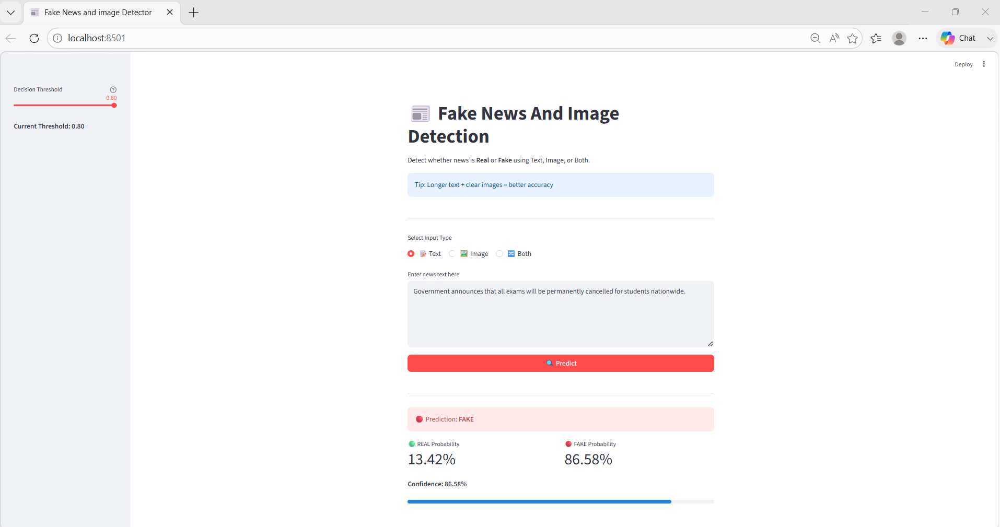 Fake News and image Detector
localhost:8501
Chat
Deploy
Decision Threshold
0.80
Current Threshold: 0.80
Fake News And Image
Detection
Detect whether news is Real or Fake using Text, Image, or Both.
Tip: Longer text + clear images = better accuracy
Select Input Type
Text Image Both
Enter news text here
Government announces that all exams will be permanently cancelled for students nationwide.
Predict
Prediction: FAKE
REAL Probability FAKE Probability
13.42% 86.58%
Confidence: 86.58%